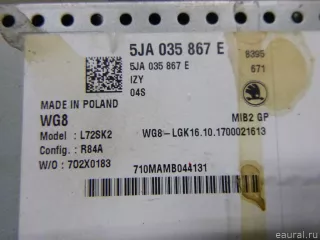 5JA 035 867 E
5JA 035 867 E
IZY
04S
8395
671
MADE IN POLAND
WG8
MIB2 GP
Model : L72SK2
WG8-LGK16.10.1700021613
Config. : R84A
W/O : 702X0183
710MAMB044131
eaural.ru